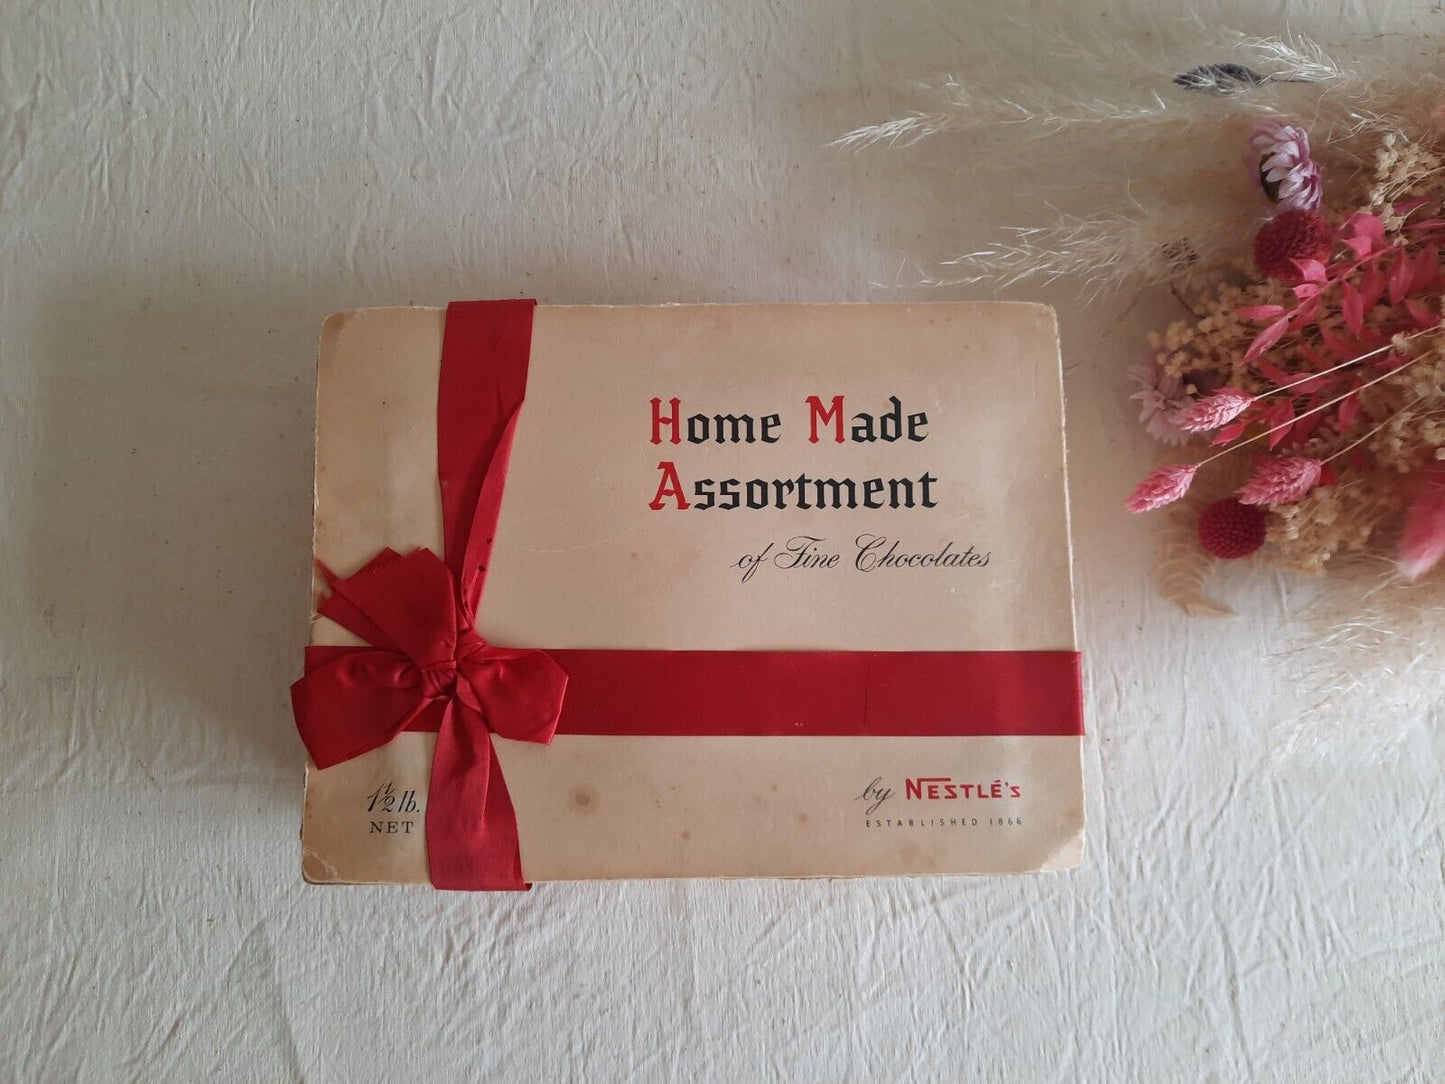 Home Made
Assortment
of Fine Chocolates
1½ lb.
NET
by NESTLÉ'S
ESTABLISHED 1866